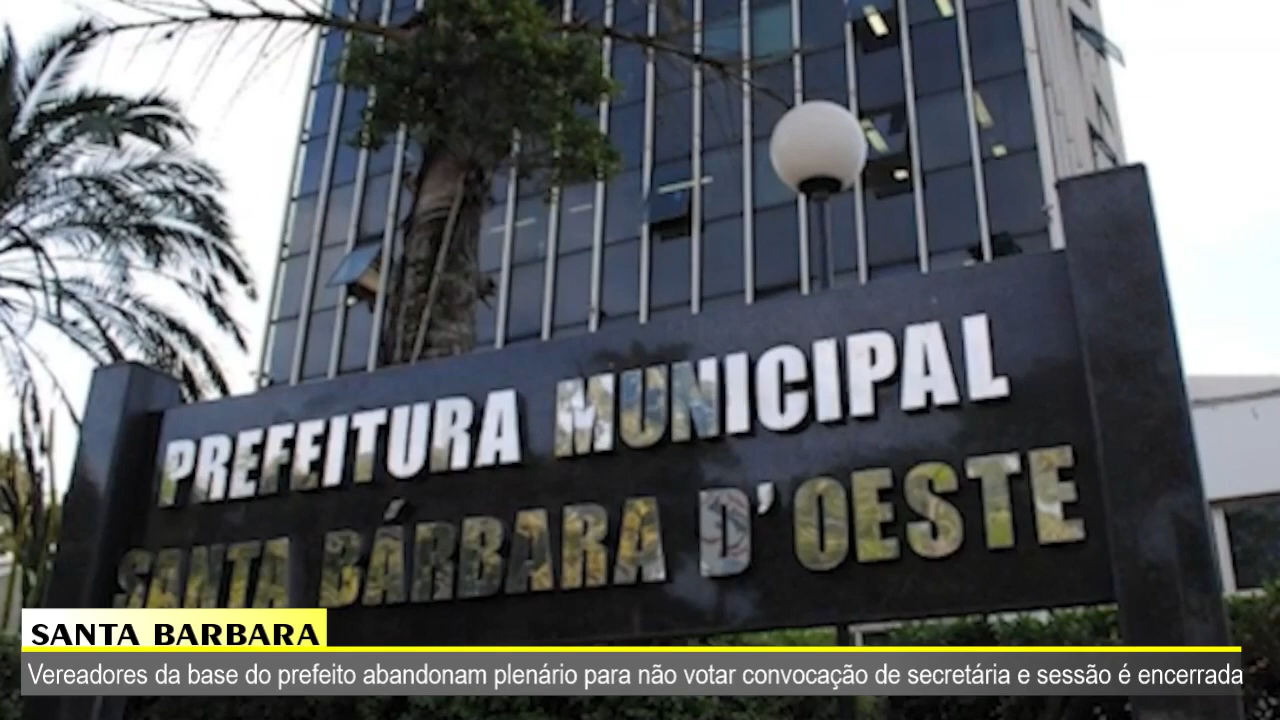 PREFEITURA MUNICIPAL
SANTA BÁRBARA D'OESTE
SANTA BARBARA
Vereadores da base do prefeito abandonam plenário para não votar convocação de secretária e sessão é encerrada